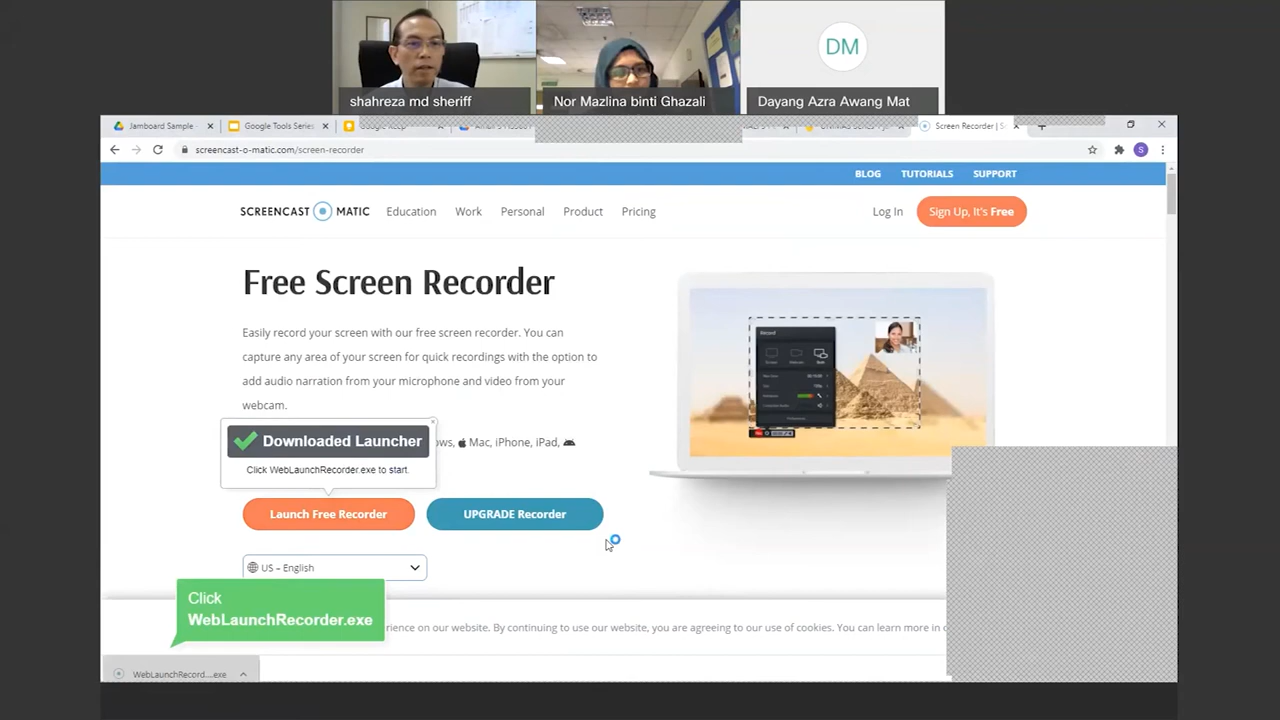 DM
shahreza md sheriff
Nor Mazlina binti Ghazali
Dayang Azra Awang Mat
Jamboard Sample
Google Tools Series
Screen Recorder | S
screencast-o-matic.com/screen-recorder
S
BLOG TUTORIALS SUPPORT
SCREENCAST MATIC Education Work Personal Product Pricing Log In Sign Up, It's Free
Free Screen Recorder
Easily record your screen with our free screen recorder. You can
capture any area of your screen for quick recordings with the option to
add audio narration from your microphone and video from your
webcam.
Record
Downloaded Launcher
Click WebLaunchRecorder.exe to start.
ows, Mac, iPhone, iPad,
Launch Free Recorder UPGRADE Recorder
US – English
Click
WebLaunchRecorder.exe
erience on our website. By continuing to use our website, you are agreeing to our use of cookies. You can learn more in
WebLaunchRecord....exe